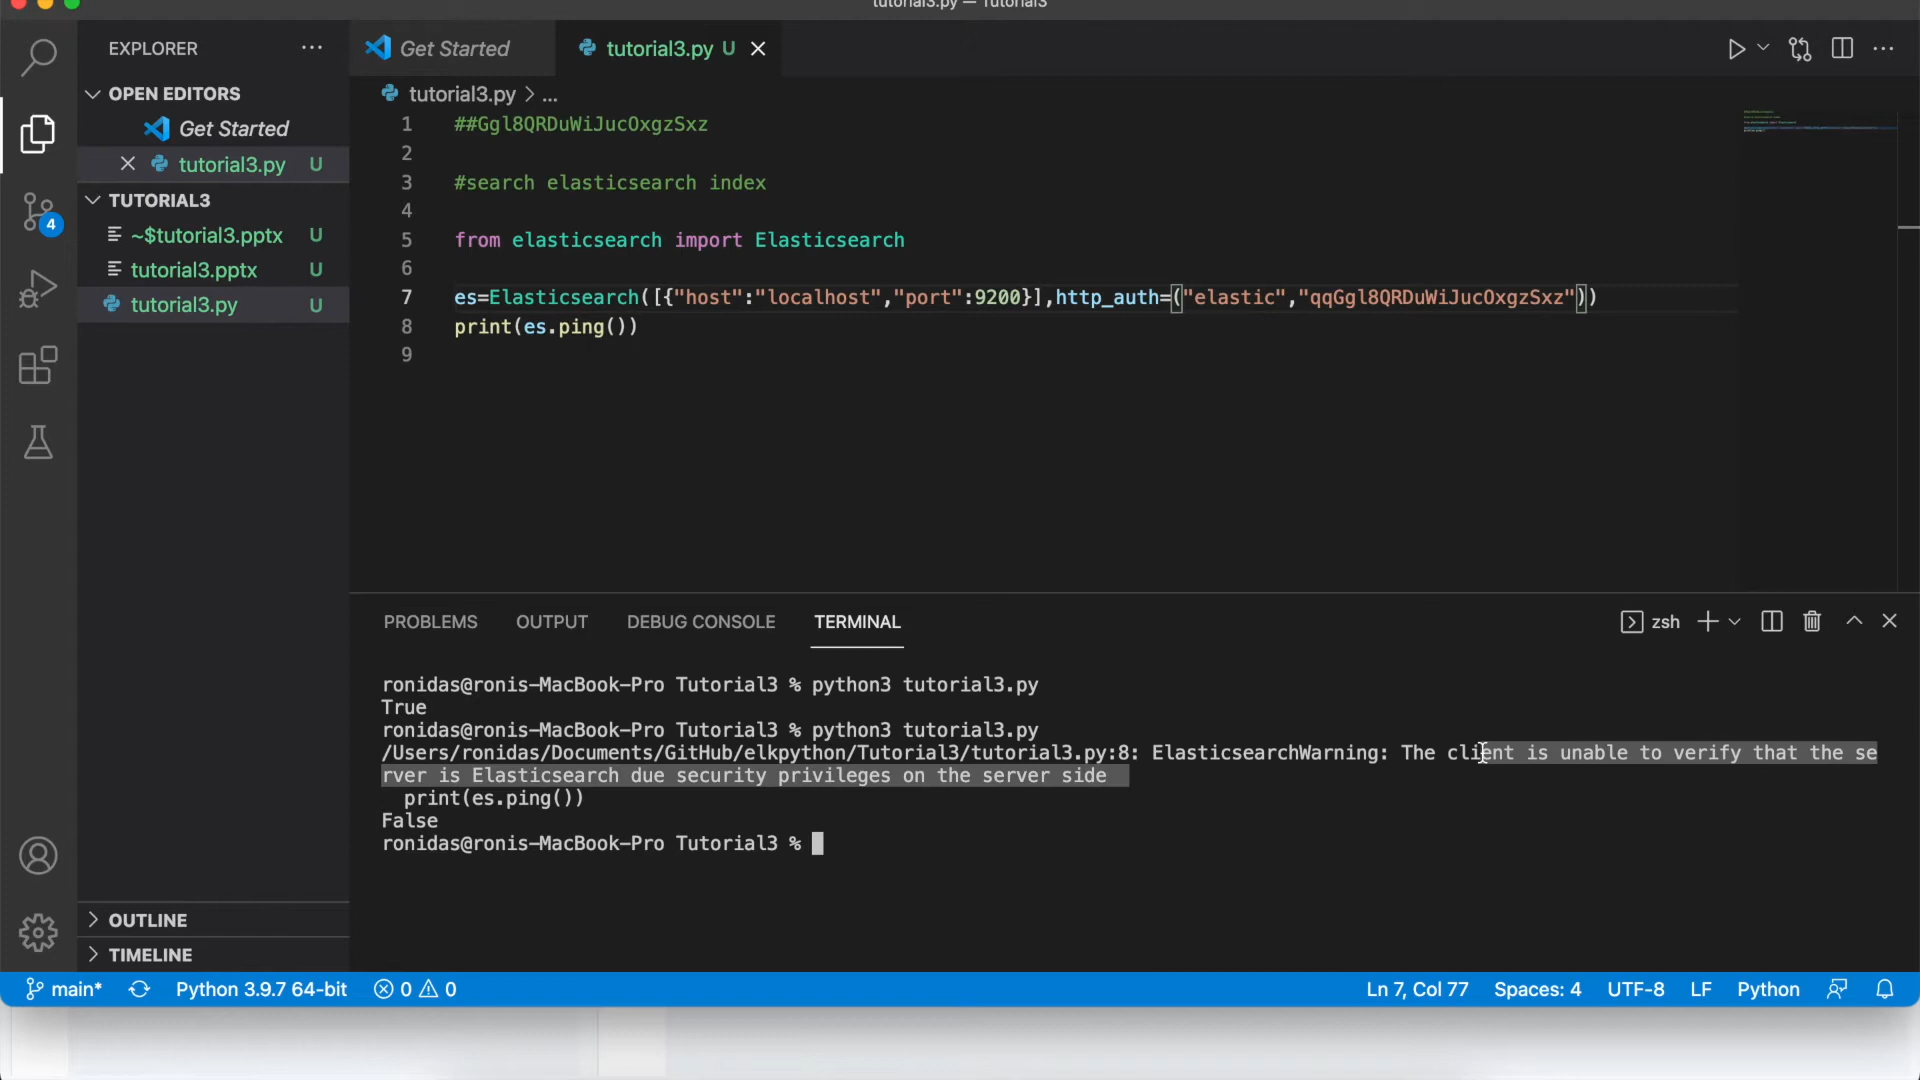 tutorial3.py — Tutorial3
EXPLORER
Get Started
tutorial3.py U
OPEN EDITORS
Get Started
tutorial3.py U
TUTORIAL3
~$tutorial3.pptx U
tutorial3.pptx U
tutorial3.py U
4
OUTLINE
TIMELINE
tutorial3.py > ...
1 ##Ggl8QRDuWiJucOxgzSxz
2
3 #search elasticsearch index
4
5 from elasticsearch import Elasticsearch
6
7 es=Elasticsearch([{"host":"localhost","port":9200}],http_auth=("elastic","qqGgl8QRDuWiJucOxgzSxz"))
8 print(es.ping())
9
PROBLEMS OUTPUT DEBUG CONSOLE TERMINAL
zsh
ronidas@ronis-MacBook-Pro Tutorial3 % python3 tutorial3.py
True
ronidas@ronis-MacBook-Pro Tutorial3 % python3 tutorial3.py
/Users/ronidas/Documents/GitHub/elkpython/Tutorial3/tutorial3.py:8: ElasticsearchWarning: The client is unable to verify that the se
rver is Elasticsearch due security privileges on the server side
print(es.ping())
False
ronidas@ronis-MacBook-Pro Tutorial3 %
main* Python 3.9.7 64-bit 0 0 Ln 7, Col 77 Spaces: 4 UTF-8 LF Python